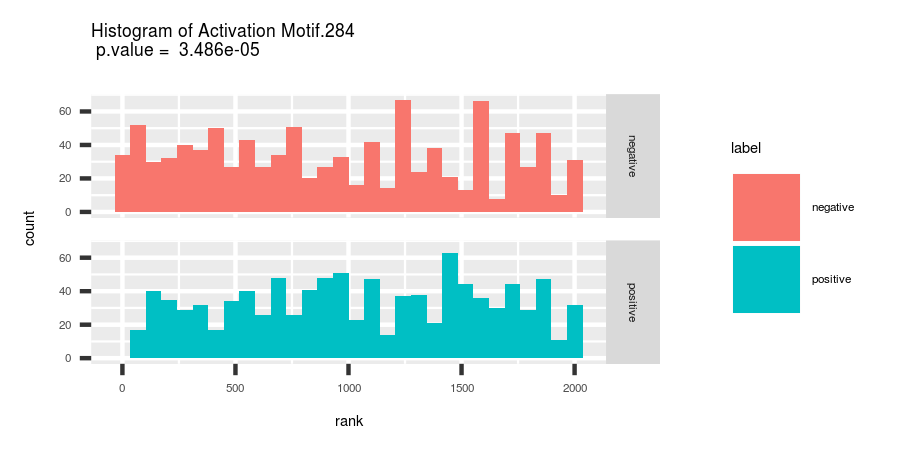 Histogram of Activation Motif.284
p.value = 3.486e-05
count
60
40
20
0
negative
60
40
20
0
positive
0 500 1000 1500 2000
rank
label
negative
positive